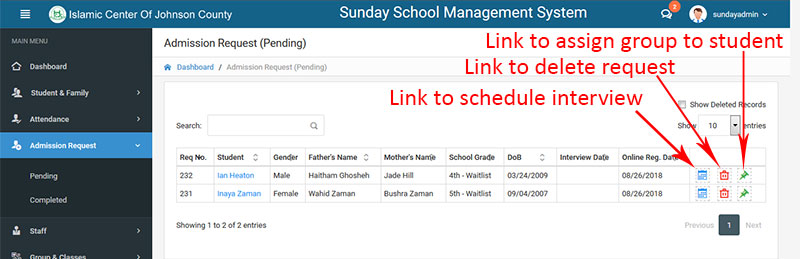 Islamic Center Of Johnson County
Sunday School Management System
2
sundayadmin
MAIN MENU
Dashboard
Student & Family
Attendance
Admission Request
Pending
Completed
Staff
Group & Classes
Admission Request (Pending)
Dashboard / Admission Request (Pending)
Link to assign group to student
Link to delete request
Link to schedule interview
Show Deleted Records
Search:
Show 10 entries
Req No. Student Gender Father's Name Mother's Name School Grade DoB Interview Date Online Reg. Date
232 Ian Heaton Male Haitham Ghosheh Jade Hill 4th - Waitlist 03/24/2009 08/26/2018
231 Inaya Zaman Female Wahid Zaman Bushra Zaman 5th - Waitlist 09/04/2007 08/26/2018
Showing 1 to 2 of 2 entries
Previous 1 Next